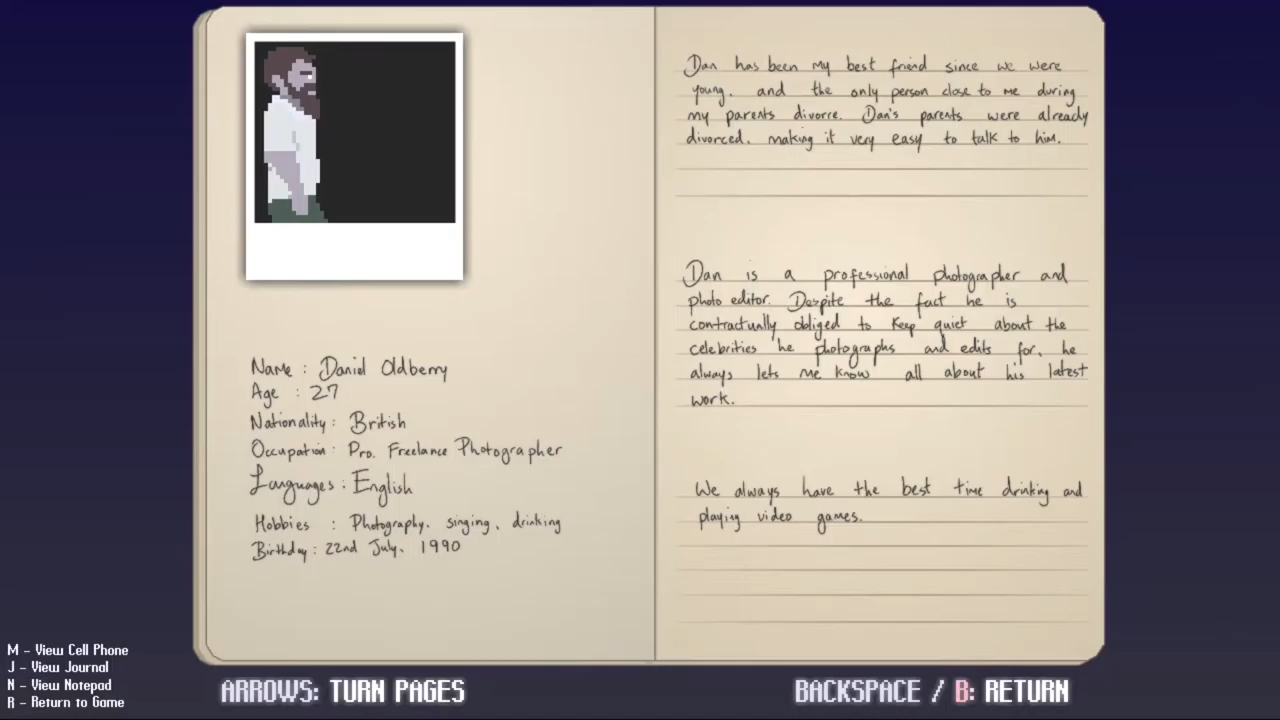 Name : Daniel Oldberry
Age : 27
Nationality : British
Occupation : Pro. Freelance Photographer
Languages : English
Hobbies : Photography, singing, drinking
Birthday : 22nd July, 1990
Dan has been my best friend since we were
young, and the only person close to me during
my parents divorce. Dan's parents were already
divorced, making it very easy to talk to him.
Dan is a professional photographer and
photo editor. Despite the fact he is
contractually obliged to keep quiet about the
celebrities he photographs and edits for, he
always lets me know all about his latest
work.
We always have the best time drinking and
playing video games.
M - View Cell Phone
J - View Journal
N - View Notepad
R - Return to Game
ARROWS: TURN PAGES
BACKSPACE / B: RETURN